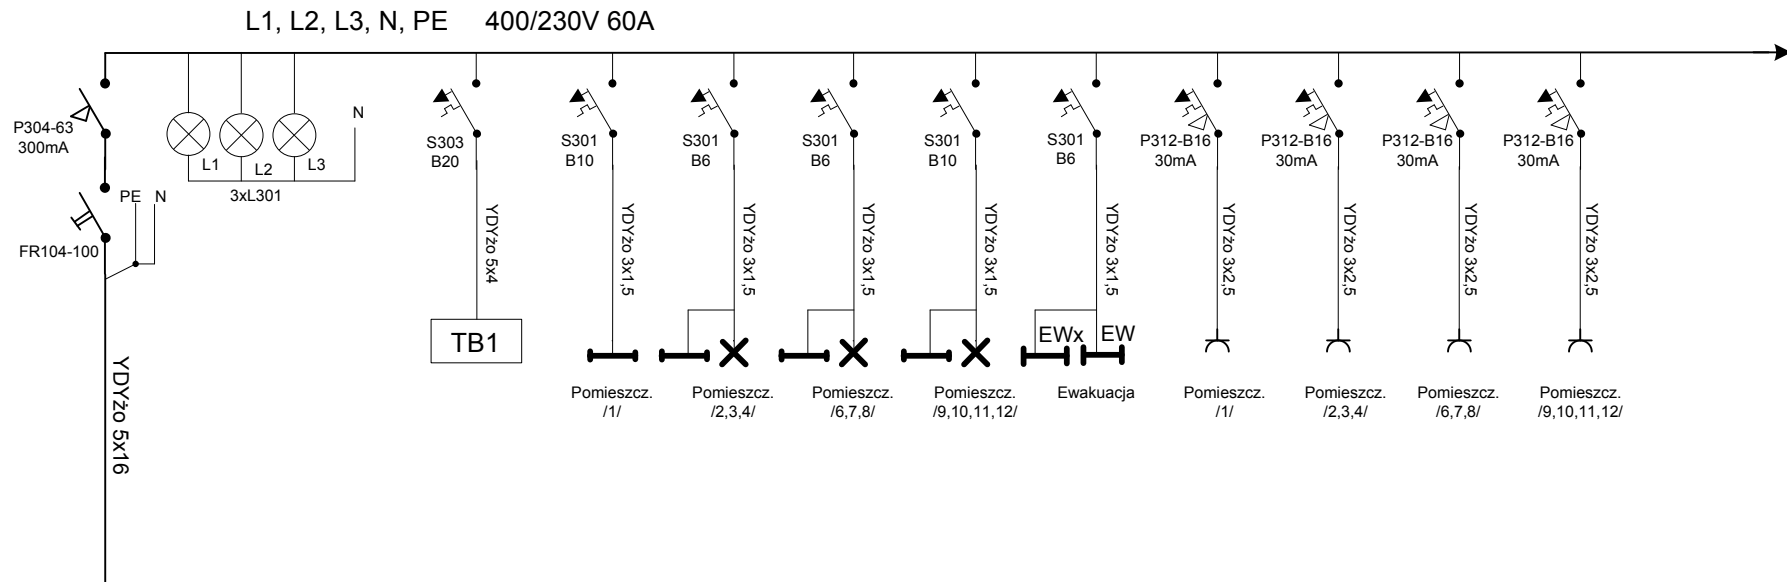 L1, L2, L3, N, PE 400/230V 60A
P304-63
300mA
FR104-100
PE N
YDYżo 5x16
L1
L2
L3
N
3xL301
S303
B20
YDYżo 5x4
TB1
S301
B10
YDYżo 3x1,5
Pomieszcz.
/1/
S301
B6
YDYżo 3x1,5
Pomieszcz.
/2,3,4/
S301
B6
YDYżo 3x1,5
Pomieszcz.
/6,7,8/
S301
B10
YDYżo 3x1,5
Pomieszcz.
/9,10,11,12/
S301
B6
YDYżo 3x1,5
EWx EW
Ewakuacja
P312-B16
30mA
YDYżo 3x2,5
Pomieszcz.
/1/
P312-B16
30mA
YDYżo 3x2,5
Pomieszcz.
/2,3,4/
P312-B16
30mA
YDYżo 3x2,5
Pomieszcz.
/6,7,8/
P312-B16
30mA
YDYżo 3x2,5
Pomieszcz.
/9,10,11,12/